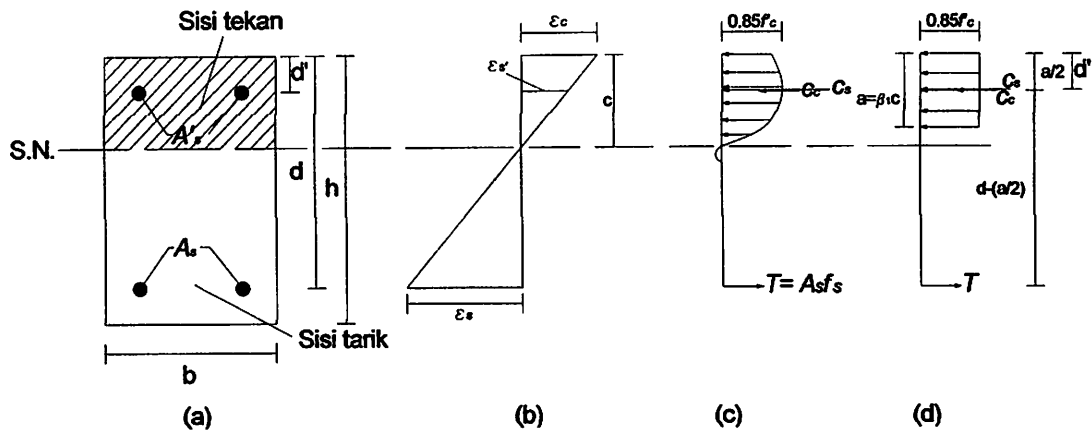 Sisi tekan
d'
A's
S.N.
d
h
As
Sisi tarik
b
(a)
εc
εs'
c
εs
(b)
0.85f'c
Cc Cs
T= Asfs
(c)
0.85f'c
a=β1c
Cs
Cc
a/2
d'
d-(a/2)
T
(d)